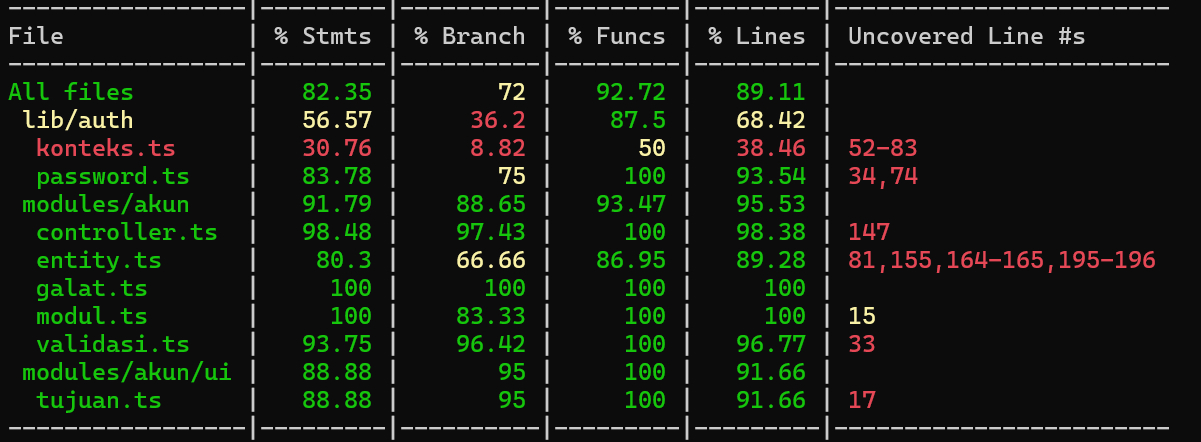 -----------------|---------|----------|---------|---------|------------------------
File             | % Stmts | % Branch | % Funcs | % Lines | Uncovered Line #s
-----------------|---------|----------|---------|---------|------------------------
All files        |   82.35 |       72 |   92.72 |   89.11 |
 lib/auth        |   56.57 |     36.2 |    87.5 |   68.42 |
  konteks.ts     |   30.76 |     8.82 |      50 |   38.46 | 52-83
  password.ts    |   83.78 |       75 |     100 |   93.54 | 34,74
 modules/akun    |   91.79 |    88.65 |   93.47 |   95.53 |
  controller.ts  |   98.48 |    97.43 |     100 |   98.38 | 147
  entity.ts      |    80.3 |    66.66 |   86.95 |   89.28 | 81,155,164-165,195-196
  galat.ts       |     100 |      100 |     100 |     100 |
  modul.ts       |     100 |    83.33 |     100 |     100 | 15
  validasi.ts    |   93.75 |    96.42 |     100 |   96.77 | 33
 modules/akun/ui |   88.88 |       95 |     100 |   91.66 |
  tujuan.ts      |   88.88 |       95 |     100 |   91.66 | 17
-----------------|---------|----------|---------|---------|------------------------